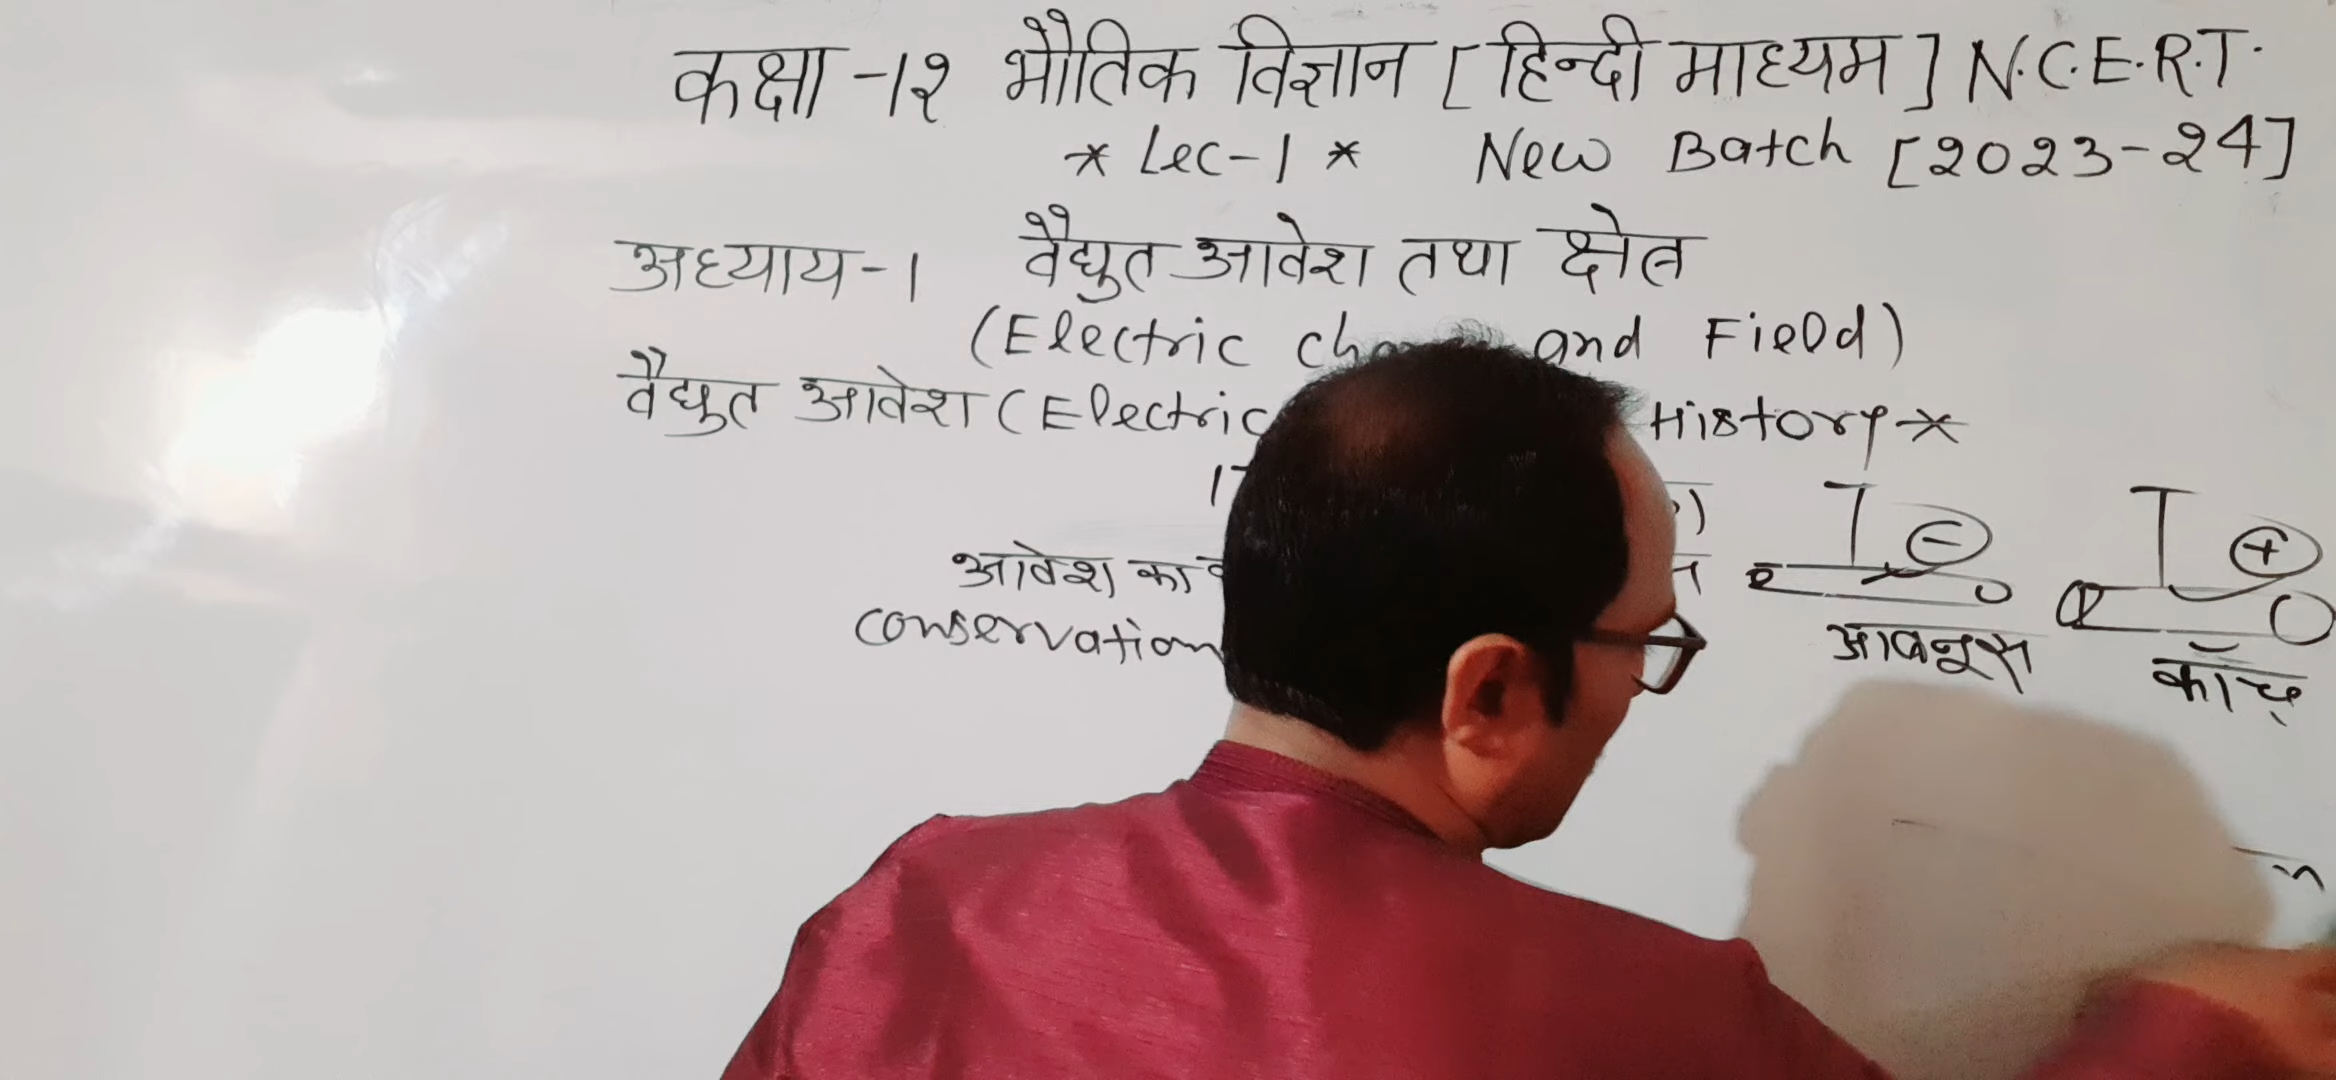 कक्षा -१२ भौतिक विज्ञान [हिन्दी माध्यम] N.C.E.R.T.
* Lec-1 * New Batch [2023-24]
अध्याय-1 वैद्युत आवेश तथा क्षेत्र
(Electric and Field)
वैद्युत आवेश (Electric History *
आवेश का
conservation
T - T +
आबनूस काँच